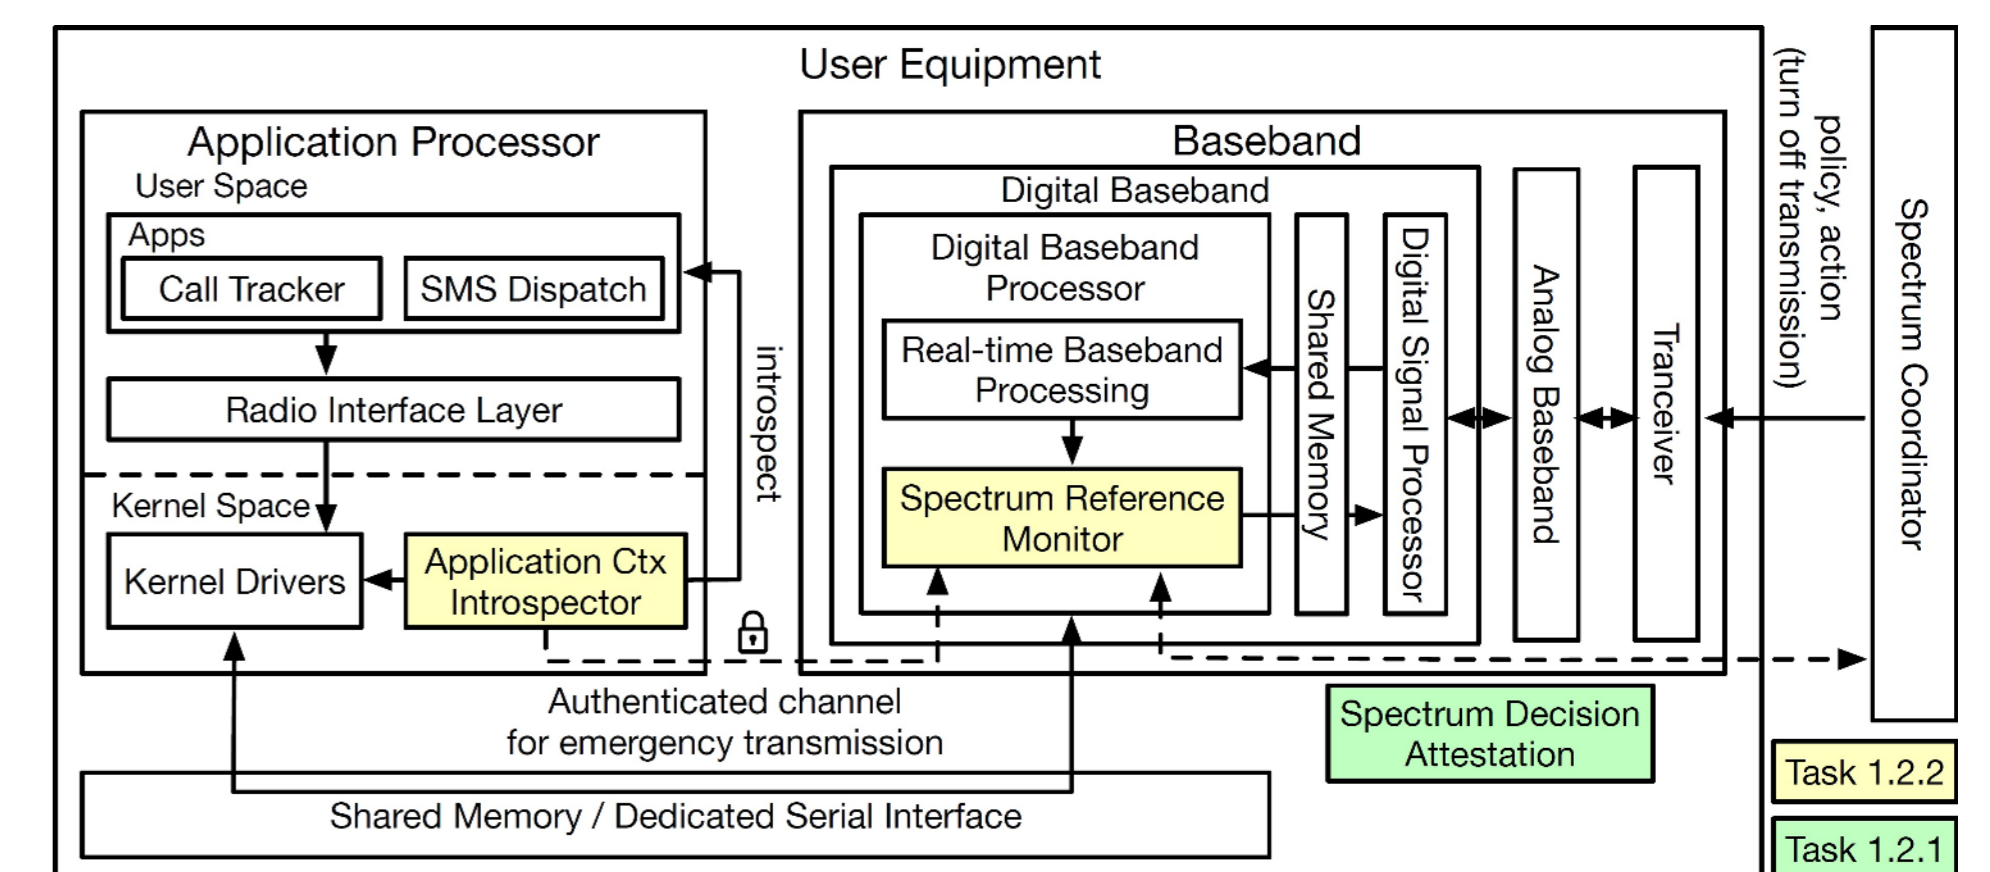 User Equipment
Application Processor
User Space
Apps
Call Tracker
SMS Dispatch
Radio Interface Layer
Kernel Space
Kernel Drivers
Application Ctx
Introspector
introspect
Authenticated channel
for emergency transmission
Shared Memory / Dedicated Serial Interface
Baseband
Digital Baseband
Digital Baseband
Processor
Real-time Baseband
Processing
Spectrum Reference
Monitor
Shared Memory
Digital Signal Processor
Analog Baseband
Tranceiver
policy, action
(turn off transmission)
Spectrum Coordinator
Spectrum Decision
Attestation
Task 1.2.2
Task 1.2.1